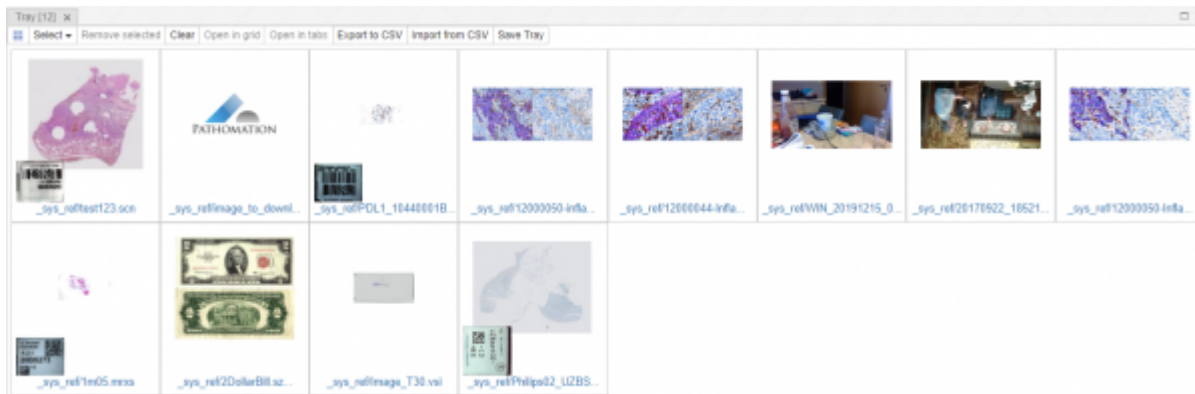 Tray [12]
Select Remove selected Clear Open in grid Open in tabs Export to CSV Import from CSV Save Tray
PATHOMATION
_sys_ref/test123.scn
_sys_ref/image_to_downl...
_sys_ref/PDL1_10440001B...
_sys_ref/12000050-infla...
_sys_ref/12000044-Infla...
_sys_ref/WIN_20191215_0...
_sys_ref/20170922_18521...
_sys_ref/12000050-Infla...
2
_sys_ref/1m05.mrxs
_sys_ref/2DollarBill.sz...
_sys_ref/Image_T30.vsi
_sys_ref/Philips02_UZBS...